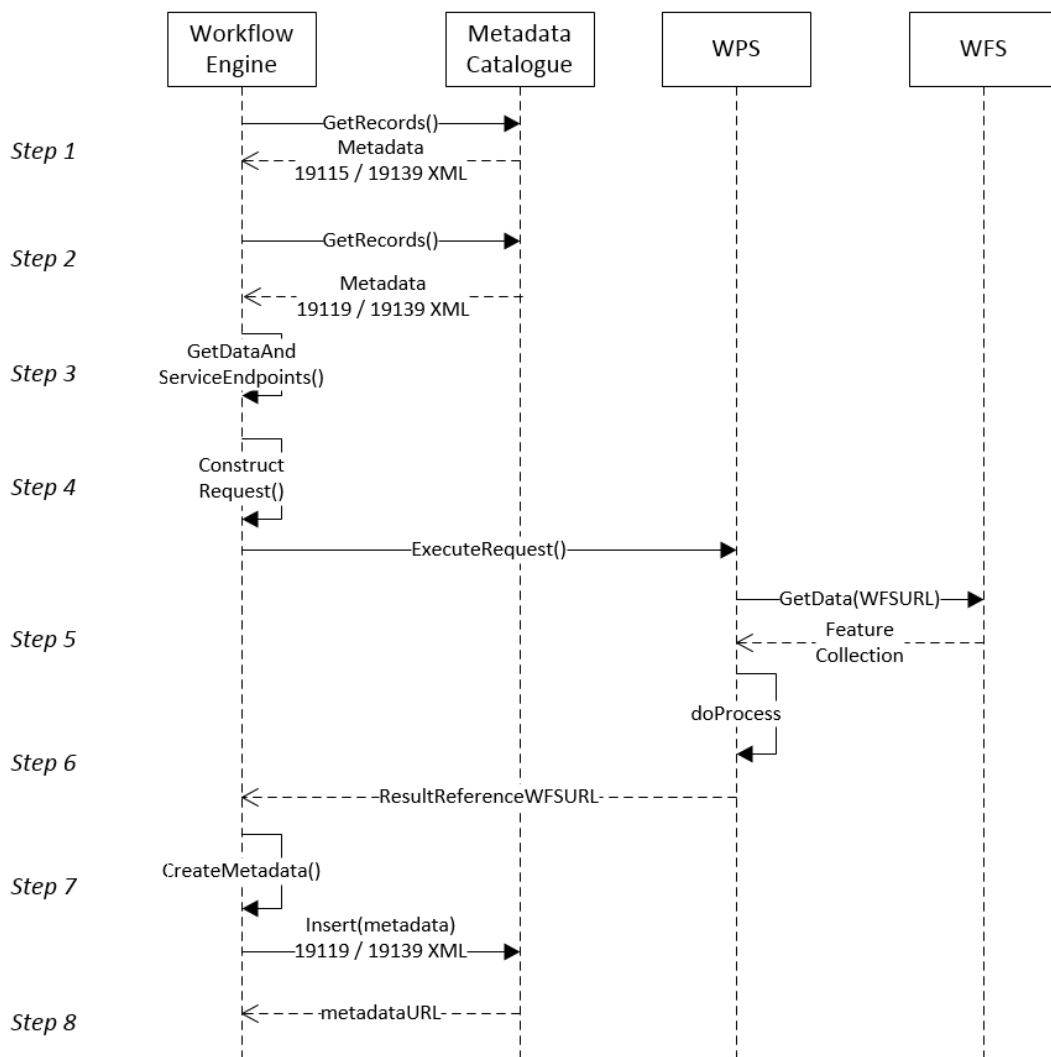 Workflow
Engine
Metadata
Catalogue
WPS
WFS
GetRecords()
Step 1
Metadata
19115 / 19139 XML
GetRecords()
Step 2
Metadata
19119 / 19139 XML
Step 3
GetDataAnd
ServiceEndpoints()
Step 4
Construct
Request()
ExecuteRequest()
GetData(WFSURL)
Step 5
Feature
Collection
doProcess
Step 6
ResultReferenceWFSURL
CreateMetadata()
Step 7
Insert(metadata)
19119 / 19139 XML
metadataURL
Step 8